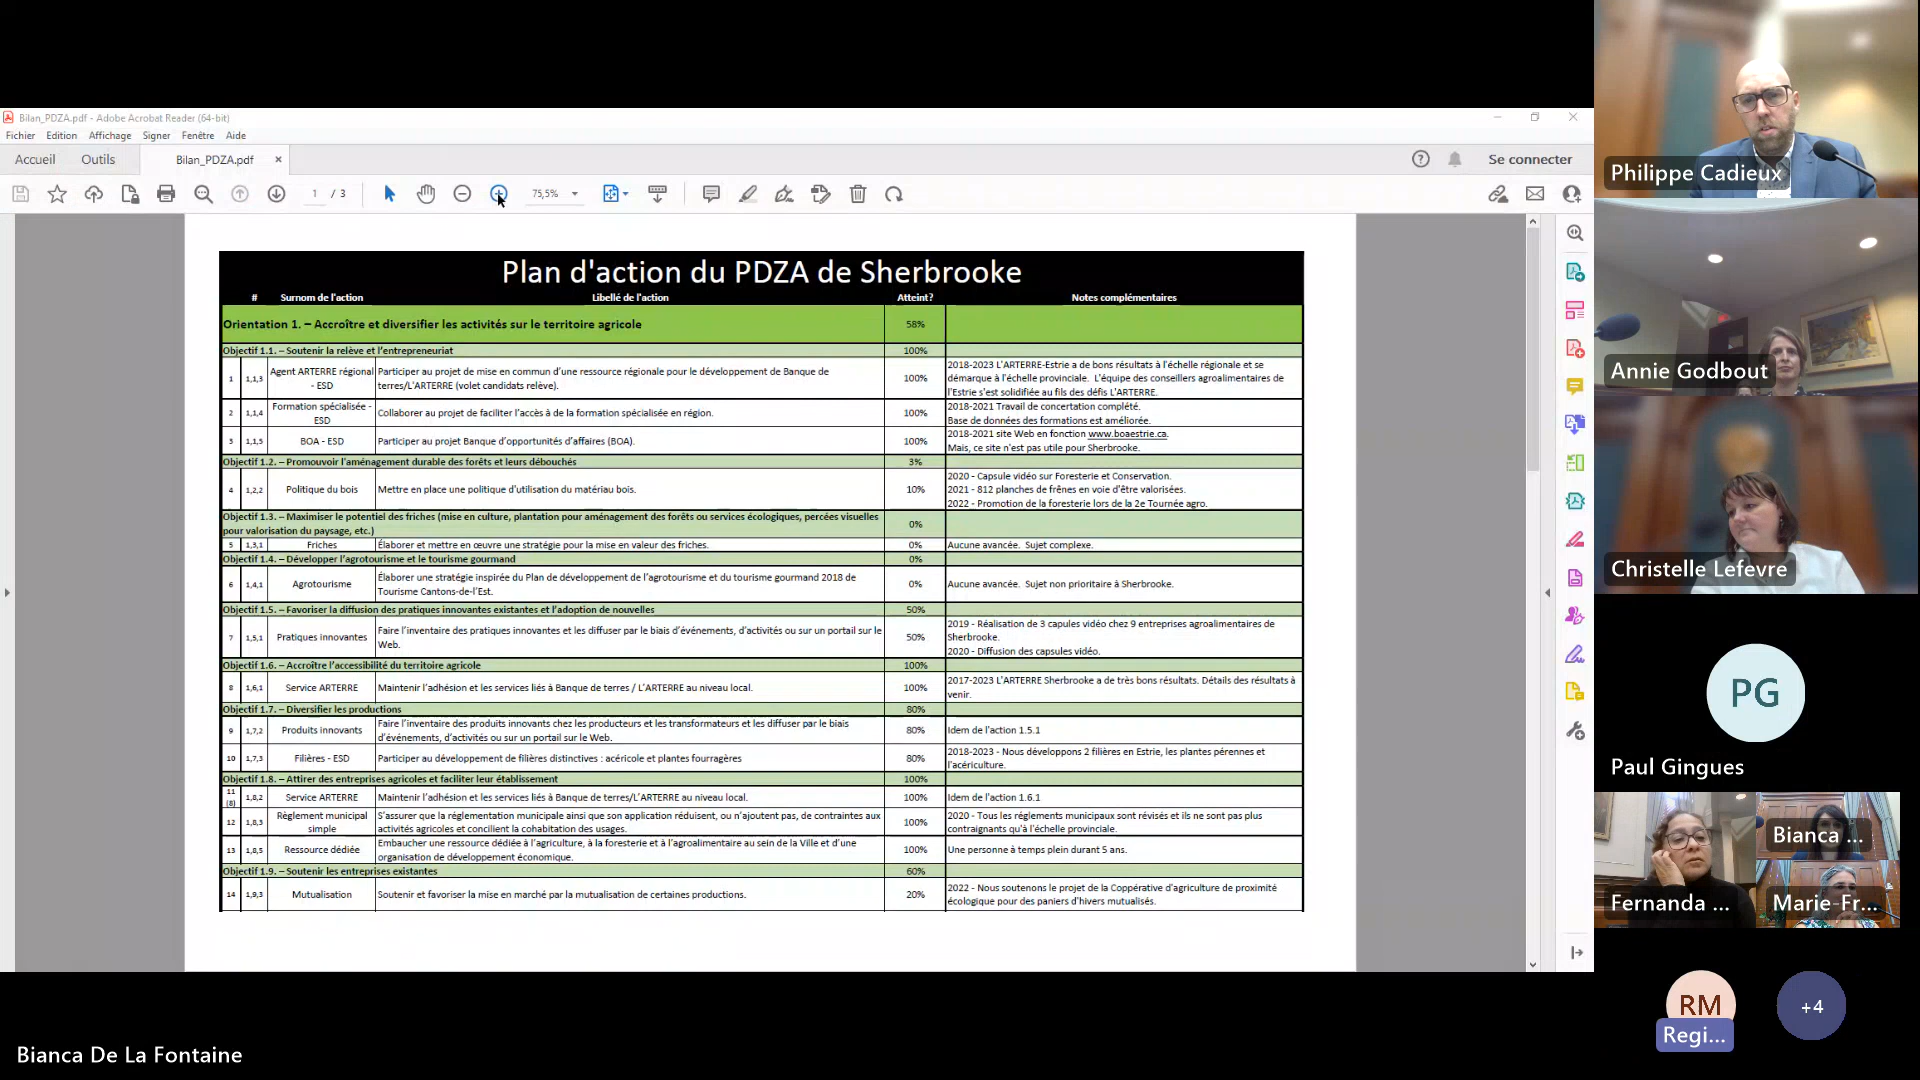 Bilan_PDZA.pdf - Adobe Acrobat Reader (64-bit)
Fichier Edition Affichage Signer Fenêtre Aide
Accueil Outils Bilan_PDZA.pdf × Se connecter
1 / 3 75,5%
Plan d'action du PDZA de Sherbrooke
# Surnom de l'action Libellé de l'action Atteint? Notes complémentaires
Orientation 1. – Accroître et diversifier les activités sur le territoire agricole 58%
Objectif 1.1. – Soutenir la relève et l'entrepreneuriat 100%
1 1,1,3 Agent ARTERRE régional - ESD Participer au projet de mise en commun d'une ressource régionale pour le développement de Banque de terres/L'ARTERRE (volet candidats relève). 100% 2018-2023 L'ARTERRE-Estrie a de bons résultats à l'échelle régionale et se démarque à l'échelle provinciale. L'équipe des conseillers agroalimentaires de l'Estrie s'est solidifiée au fils des défis L'ARTERRE.
2 1,1,4 Formation spécialisée - ESD Collaborer au projet de faciliter l'accès à de la formation spécialisée en région. 100% 2018-2021 Travail de concertation complété. Base de données des formations est améliorée.
3 1,1,5 BOA - ESD Participer au projet Banque d'opportunités d'affaires (BOA). 100% 2018-2021 site Web en fonction www.boaestrie.ca. Mais, ce site n'est pas utile pour Sherbrooke.
Objectif 1.2. – Promouvoir l'aménagement durable des forêts et leurs débouchés 3%
4 1,2,2 Politique du bois Mettre en place une politique d'utilisation du matériau bois. 10% 2020 - Capsule vidéo sur Foresterie et Conservation. 2021 - 812 planches de frênes en voie d'être valorisées. 2022 - Promotion de la foresterie lors de la 2e Tournée agro.
Objectif 1.3. – Maximiser le potentiel des friches (mise en culture, plantation pour aménagement des forêts ou services écologiques, percées visuelles pour valorisation du paysage, etc.) 0%
5 1,3,1 Friches Élaborer et mettre en œuvre une stratégie pour la mise en valeur des friches. 0% Aucune avancée. Sujet complexe.
Objectif 1.4. – Développer l'agrotourisme et le tourisme gourmand 0%
6 1,4,1 Agrotourisme Élaborer une stratégie inspirée du Plan de développement de l'agrotourisme et du tourisme gourmand 2018 de Tourisme Cantons-de-l'Est. 0% Aucune avancée. Sujet non prioritaire à Sherbrooke.
Objectif 1.5. – Favoriser la diffusion des pratiques innovantes existantes et l'adoption de nouvelles 50%
7 1,5,1 Pratiques innovantes Faire l'inventaire des pratiques innovantes et les diffuser par le biais d'événements, d'activités ou sur un portail sur le Web. 50% 2019 - Réalisation de 3 capules vidéo chez 9 entreprises agroalimentaires de Sherbrooke. 2020 - Diffusion des capsules vidéo.
Objectif 1.6. – Accroître l'accessibilité du territoire agricole 100%
8 1,6,1 Service ARTERRE Maintenir l'adhésion et les services liés à Banque de terres / L'ARTERRE au niveau local. 100% 2017-2023 L'ARTERRE Sherbrooke a de très bons résultats. Détails des résultats à venir.
Objectif 1.7. – Diversifier les productions 80%
9 1,7,2 Produits innovants Faire l'inventaire des produits innovants chez les producteurs et les transformateurs et les diffuser par le biais d'événements, d'activités ou sur un portail sur le Web. 80% Idem de l'action 1.5.1
10 1,7,3 Filières - ESD Participer au développement de filières distinctives : acéricole et plantes fourragères 80% 2018-2023 - Nous développons 2 filières en Estrie, les plantes pérennes et l'acériculture.
Objectif 1.8. – Attirer des entreprises agricoles et faciliter leur établissement 100%
11 (8) 1,8,2 Service ARTERRE Maintenir l'adhésion et les services liés à Banque de terres/L'ARTERRE au niveau local. 100% Idem de l'action 1.6.1
12 1,8,3 Règlement municipal simple S'assurer que la réglementation municipale ainsi que son application réduisent, ou n'ajoutent pas, de contraintes aux activités agricoles et concilient la cohabitation des usages. 100% 2020 - Tous les réglements municipaux sont révisés et ils ne sont pas plus contraignants qu'à l'échelle provinciale.
13 1,8,5 Ressource dédiée Embaucher une ressource dédiée à l'agriculture, à la foresterie et à l'agroalimentaire au sein de la Ville et d'une organisation de développement économique. 100% Une personne à temps plein durant 5 ans.
Objectif 1.9. – Soutenir les entreprises existantes 60%
14 1,9,3 Mutualisation Soutenir et favoriser la mise en marché par la mutualisation de certaines productions. 20% 2022 - Nous soutenons le projet de la Coppérative d'agriculture de proximité écologique pour des paniers d'hivers mutualisés.
Philippe Cadieux
Annie Godbout
Christelle Lefevre
PG
Paul Gingues
Bianca ...
Fernanda ...
Marie-Fr...
RM
Regi...
+4
Bianca De La Fontaine